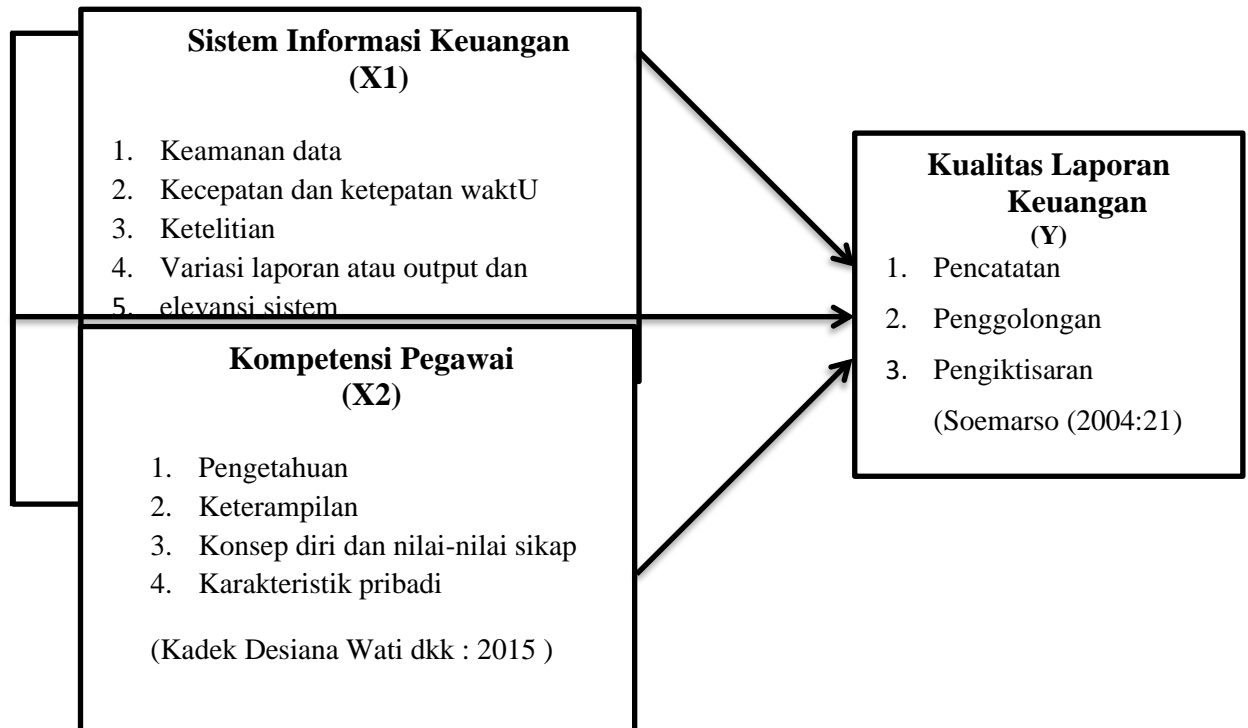 Sistem Informasi Keuangan
(X1)
1. Keamanan data
2. Kecepatan dan ketepatan waktU
3. Ketelitian
4. Variasi laporan atau output dan
5. elevansi sistem
Kompetensi Pegawai
(X2)
1. Pengetahuan
2. Keterampilan
3. Konsep diri dan nilai-nilai sikap
4. Karakteristik pribadi
(Kadek Desiana Wati dkk : 2015 )
Kualitas Laporan
Keuangan
(Y)
1. Pencatatan
2. Penggolongan
3. Pengiktisaran
(Soemarso (2004:21)